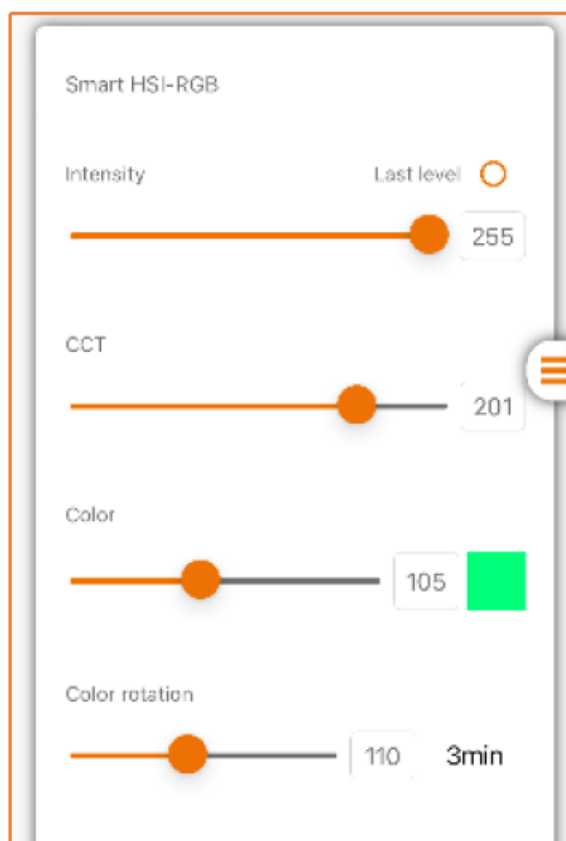 Smart HSI-RGB
Intensity Last level
255
CCT
201
Color
105
Color rotation
110 3min